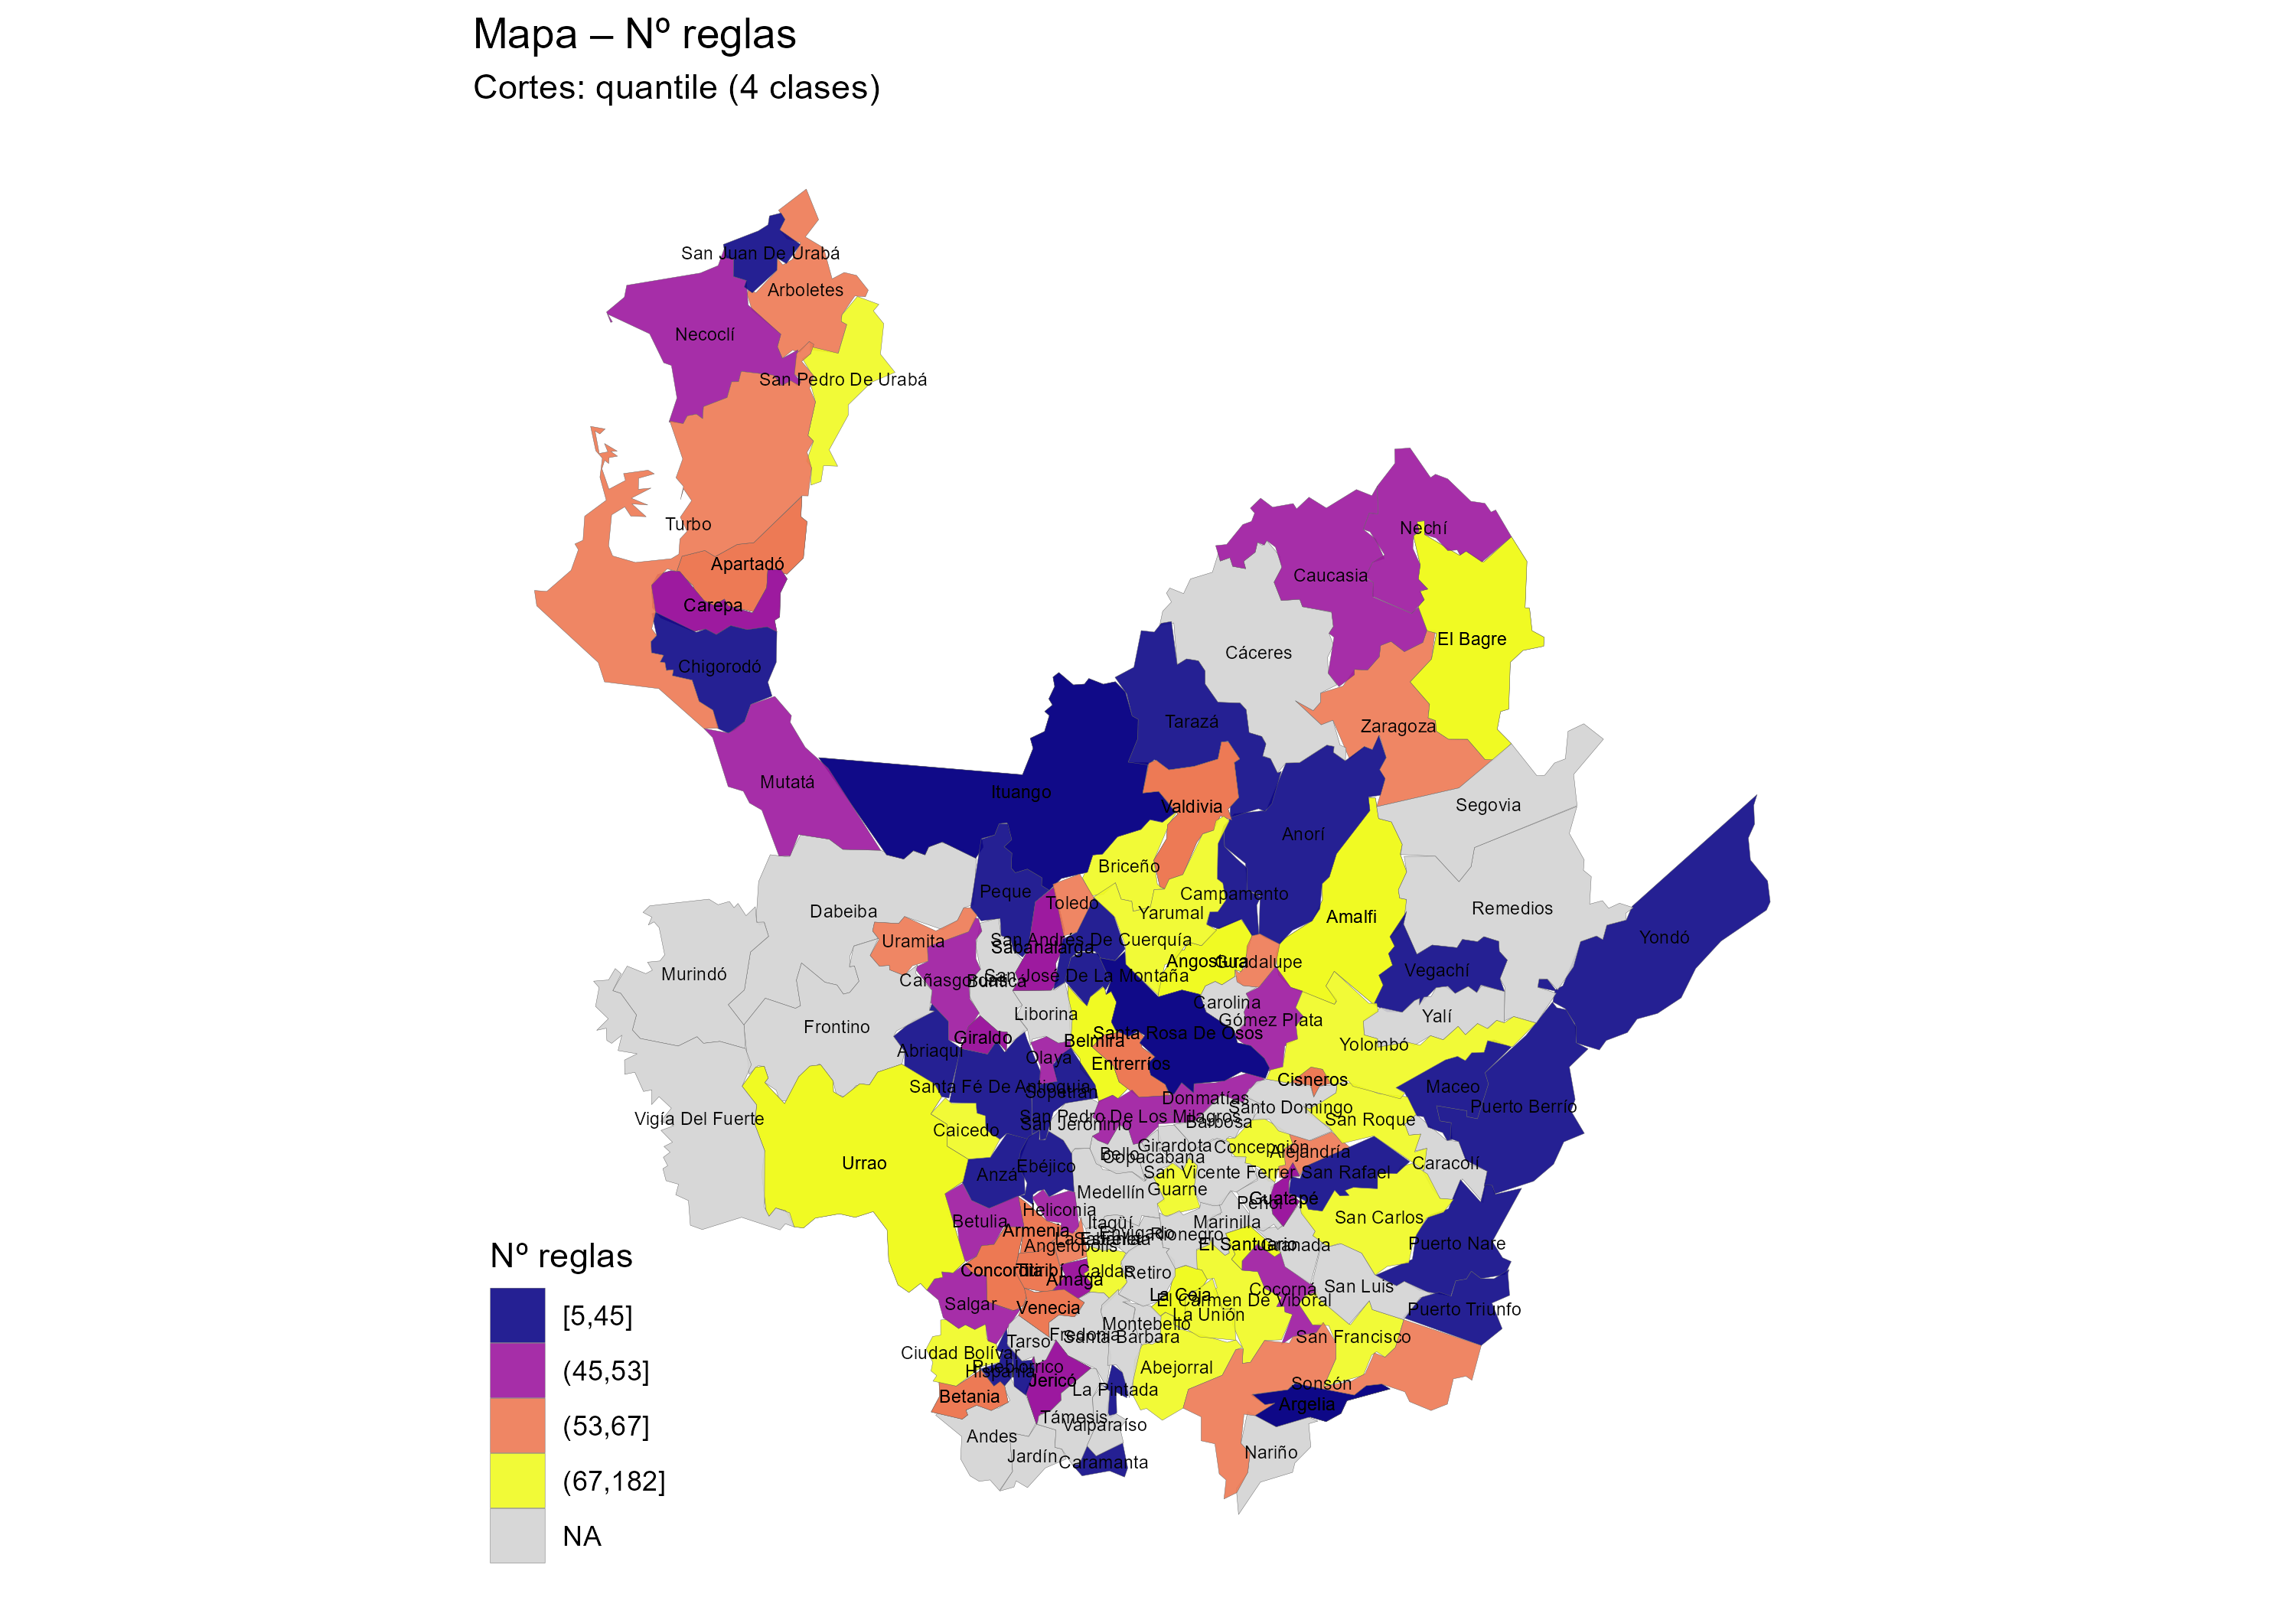 Mapa – Nº reglas
Cortes: quantile (4 clases)
San Juan De Urabá
Arboletes
Necoclí
San Pedro De Urabá
Turbo
Nechí
Apartadó
Caucasia
Carepa
El Bagre
Cáceres
Chigorodó
Tarazá
Zaragoza
Mutatá
Ituango
Segovia
Valdivia
Anorí
Briceño
Peque
Campamento
Toledo
Remedios
Dabeiba
Yarumal
Amalfi
Yondó
Uramita
San Andrés De Cuerquía
Sabanalarga
Angostura
Guadalupe
Vegachí
Murindó
Cañasgordas
Buriticá
San José De La Montaña
Carolina
Liborina
Gómez Plata
Yalí
Frontino
Giraldo
Belmira
Santa Rosa De Osos
Yolombó
Abriaquí
Olaya
Entrerríos
Cisneros
Santa Fé De Antioquia
Sopetrán
Maceo
Donmatías
Santo Domingo
Puerto Berrío
Vigía Del Fuerte
San Pedro De Los Milagros
San Jerónimo
Barbosa
San Roque
Caicedo
Girardota
Concepción
Alejandría
Bello
Copacabana
Urrao
Anzá
Ebéjico
San Vicente Ferrer
San Rafael
Caracolí
Medellín
Guarne
Peñol
Guatapé
Heliconia
Betulia
Itagüí
Marinilla
San Carlos
Armenia
Envigado
Rionegro
La Estrella
Angelópolis
El Santuario
Granada
Puerto Nare
Concordia
Titiribí
Amagá
Caldas
Retiro
San Luis
Cocorná
La Ceja
El Carmen De Viboral
Salgar
Venecia
La Unión
Puerto Triunfo
Montebello
Tarso
Fredonia
Santa Bárbara
San Francisco
Ciudad Bolívar
Pueblorrico
Hispania
Jericó
Abejorral
La Pintada
Sonsón
Betania
Argelia
Támesis
Valparaíso
Andes
Jardín
Caramanta
Nariño
Nº reglas
[5,45]
(45,53]
(53,67]
(67,182]
NA